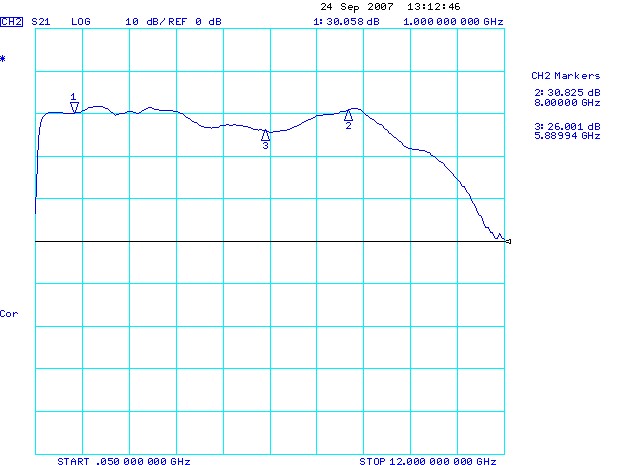 24 Sep 2007 13:12:46
CH2 S21 LOG 10 dB/REF 0 dB 1: 30.058 dB 1.000 000 000 GHz
*
CH2 Markers
2: 30.825 dB
8.00000 GHz
3: 26.001 dB
5.88994 GHz
1
2
3
Cor
START .050 000 000 GHz STOP 12.000 000 000 GHz